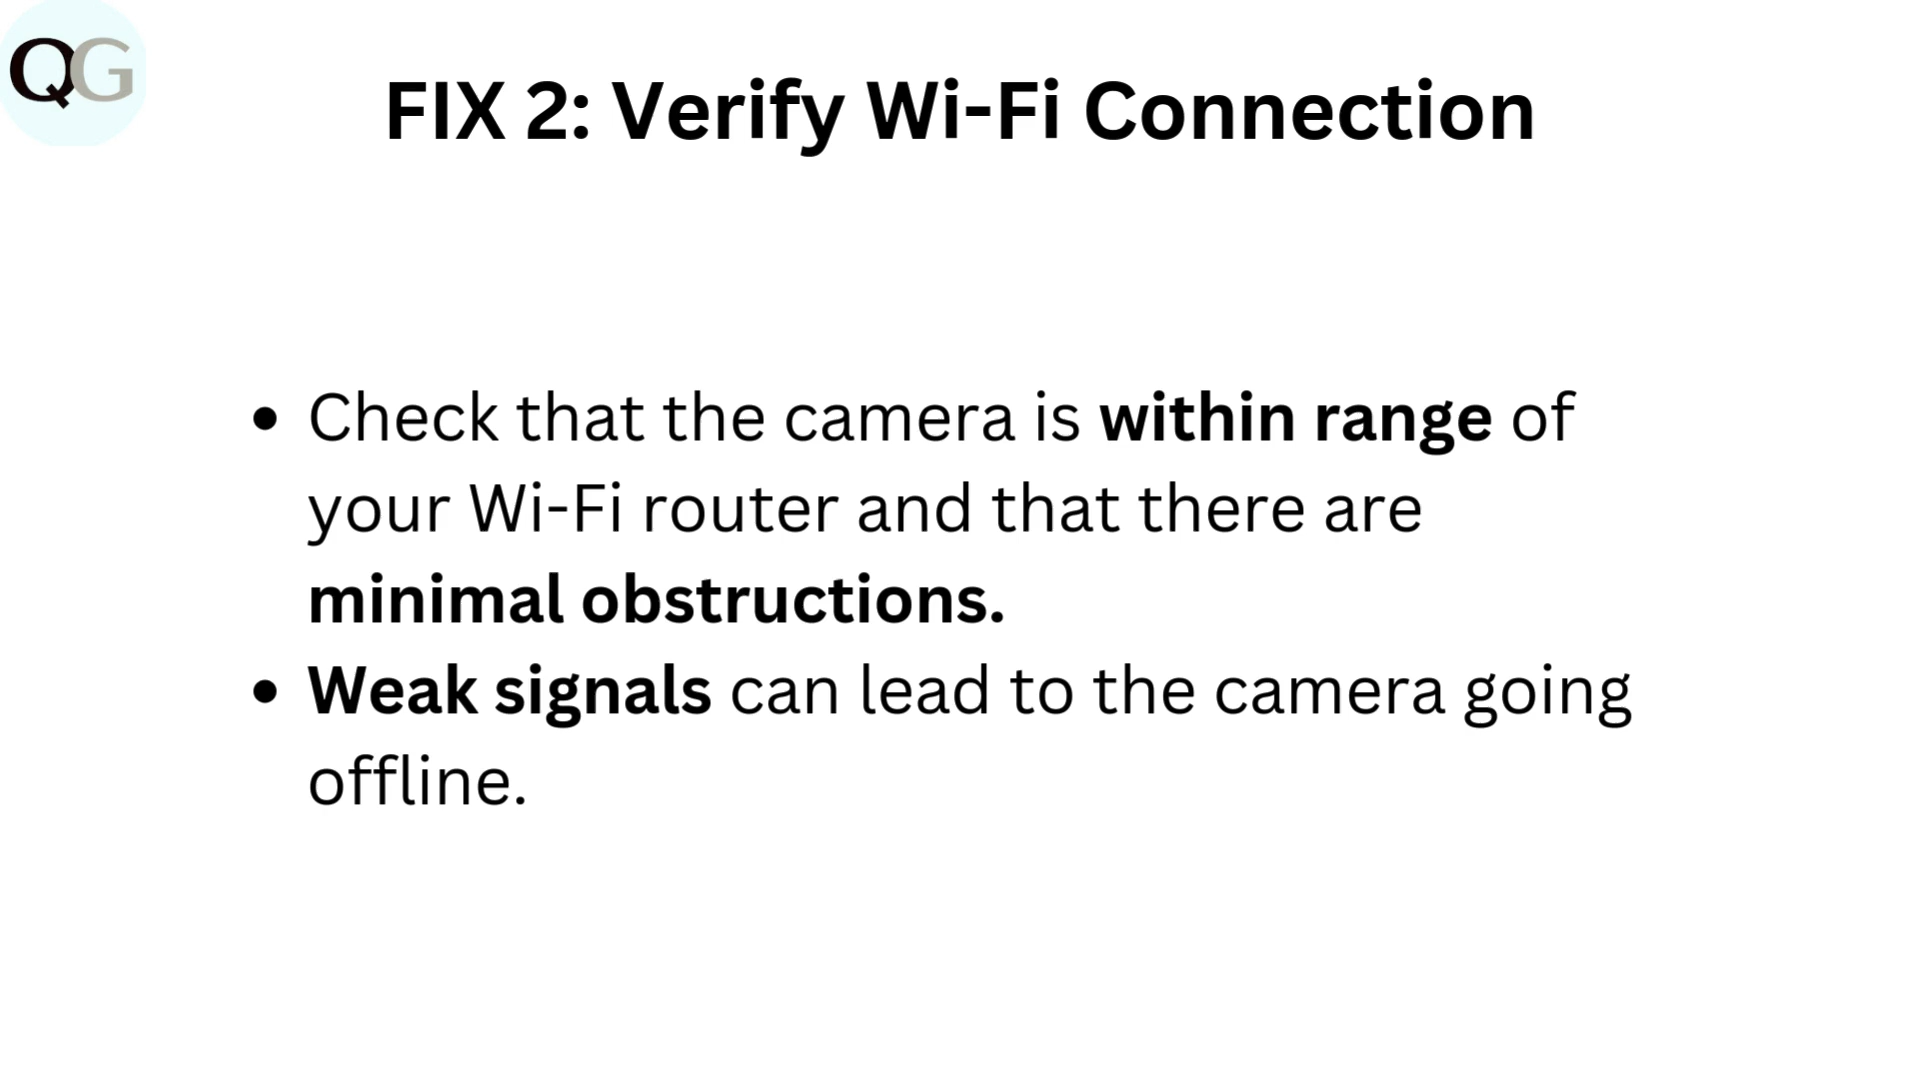 QG
FIX 2: Verify Wi-Fi Connection
• Check that the camera is within range of
your Wi-Fi router and that there are
minimal obstructions.
• Weak signals can lead to the camera going
offline.